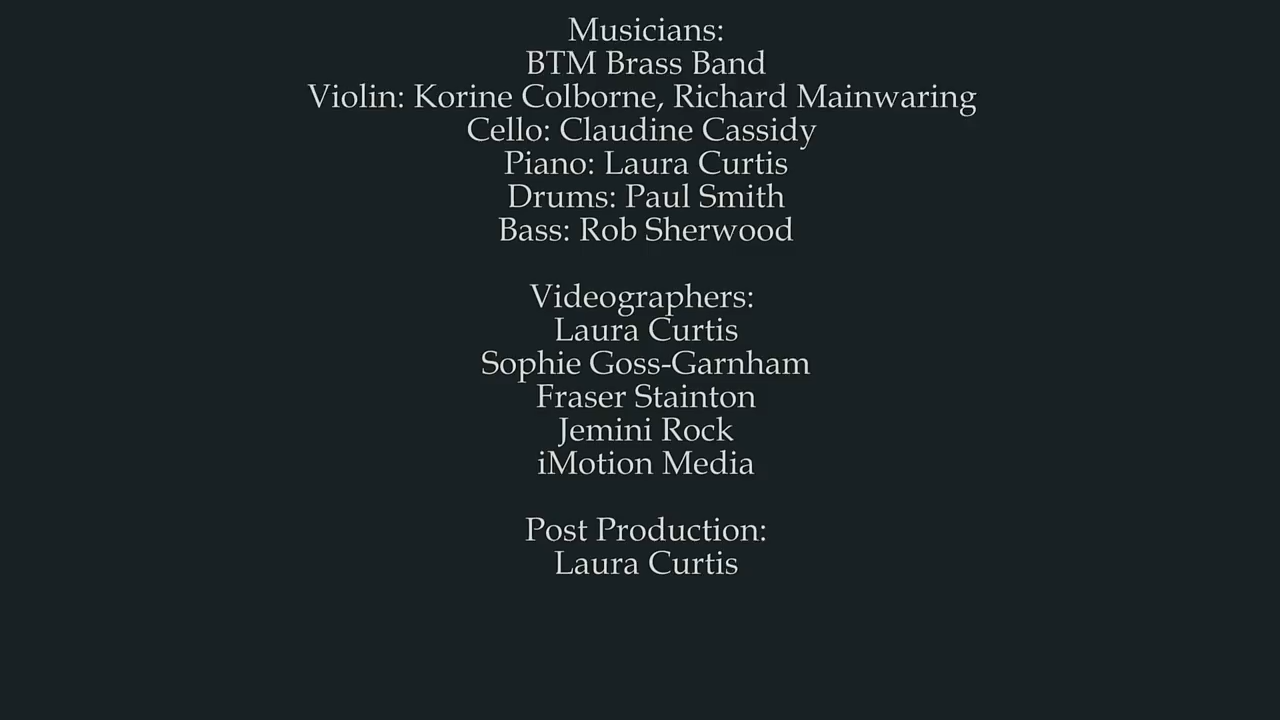 Musicians:
BTM Brass Band
Violin: Korine Colborne, Richard Mainwaring
Cello: Claudine Cassidy
Piano: Laura Curtis
Drums: Paul Smith
Bass: Rob Sherwood
Videographers:
Laura Curtis
Sophie Goss-Garnham
Fraser Stainton
Jemini Rock
iMotion Media
Post Production:
Laura Curtis